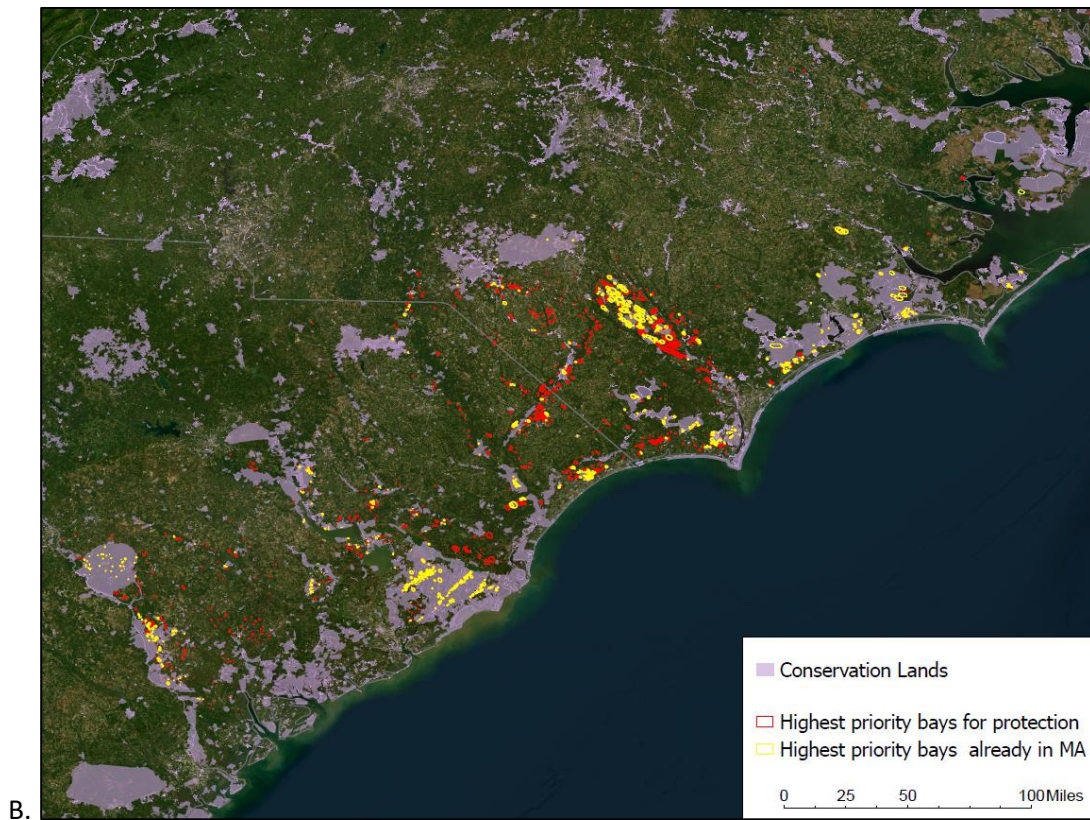 Conservation Lands
Highest priority bays for protection
Highest priority bays already in MA
0 25 50 100 Miles
B.